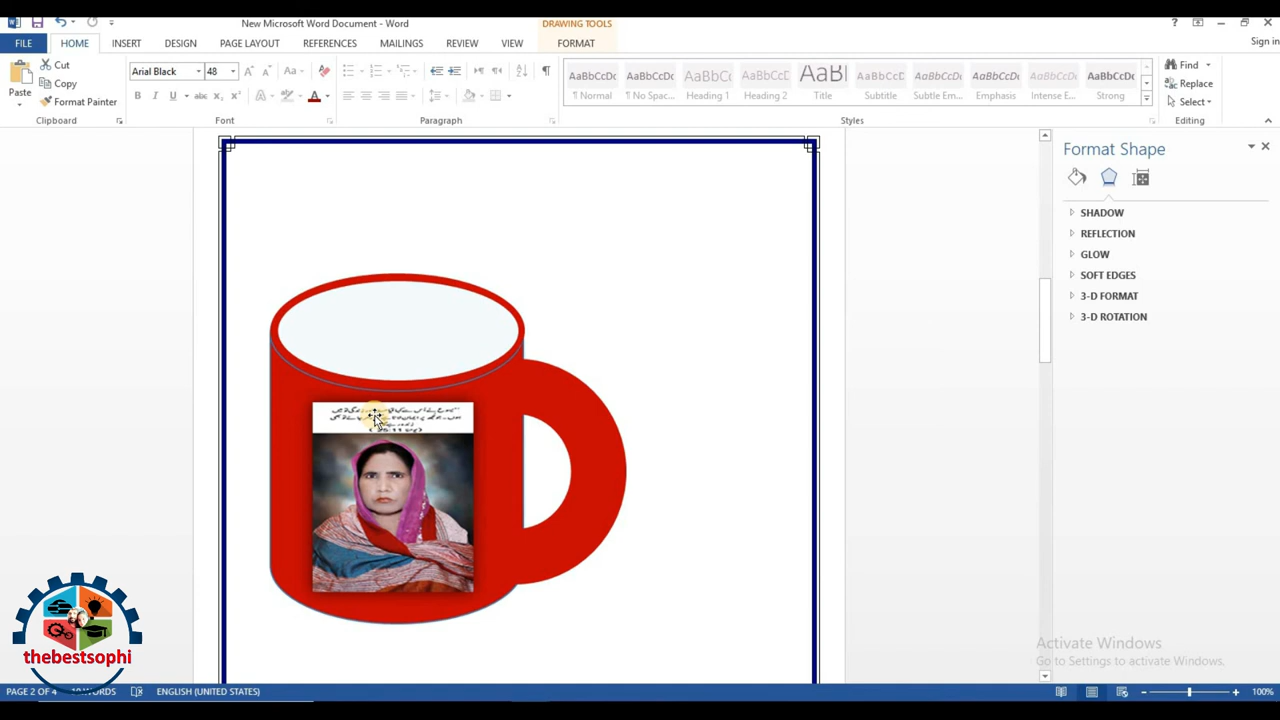 New Microsoft Word Document - Word
DRAWING TOOLS
Sign in
FILE
HOME
INSERT
DESIGN
PAGE LAYOUT
REFERENCES
MAILINGS
REVIEW
VIEW
FORMAT
Paste
Cut
Copy
Format Painter
Clipboard
Arial Black
48
Font
Paragraph
AaBbCcDc
¶ Normal
AaBbCcDc
¶ No Spac...
AaBbCc
Heading 1
AaBbCcD
Heading 2
AaBI
Title
AaBbCcD
Subtitle
AaBbCcDc
Subtle Em...
AaBbCcDc
Emphasis
AaBbCcDc
Intense E...
AaBbCcDc
Strong
Styles
Find
Replace
Select
Editing
Format Shape
SHADOW
REFLECTION
GLOW
SOFT EDGES
3-D FORMAT
3-D ROTATION
thebestsophi
Activate Windows
Go to Settings to activate Windows.
PAGE 2 OF 4
WORDS
ENGLISH (UNITED STATES)
100%